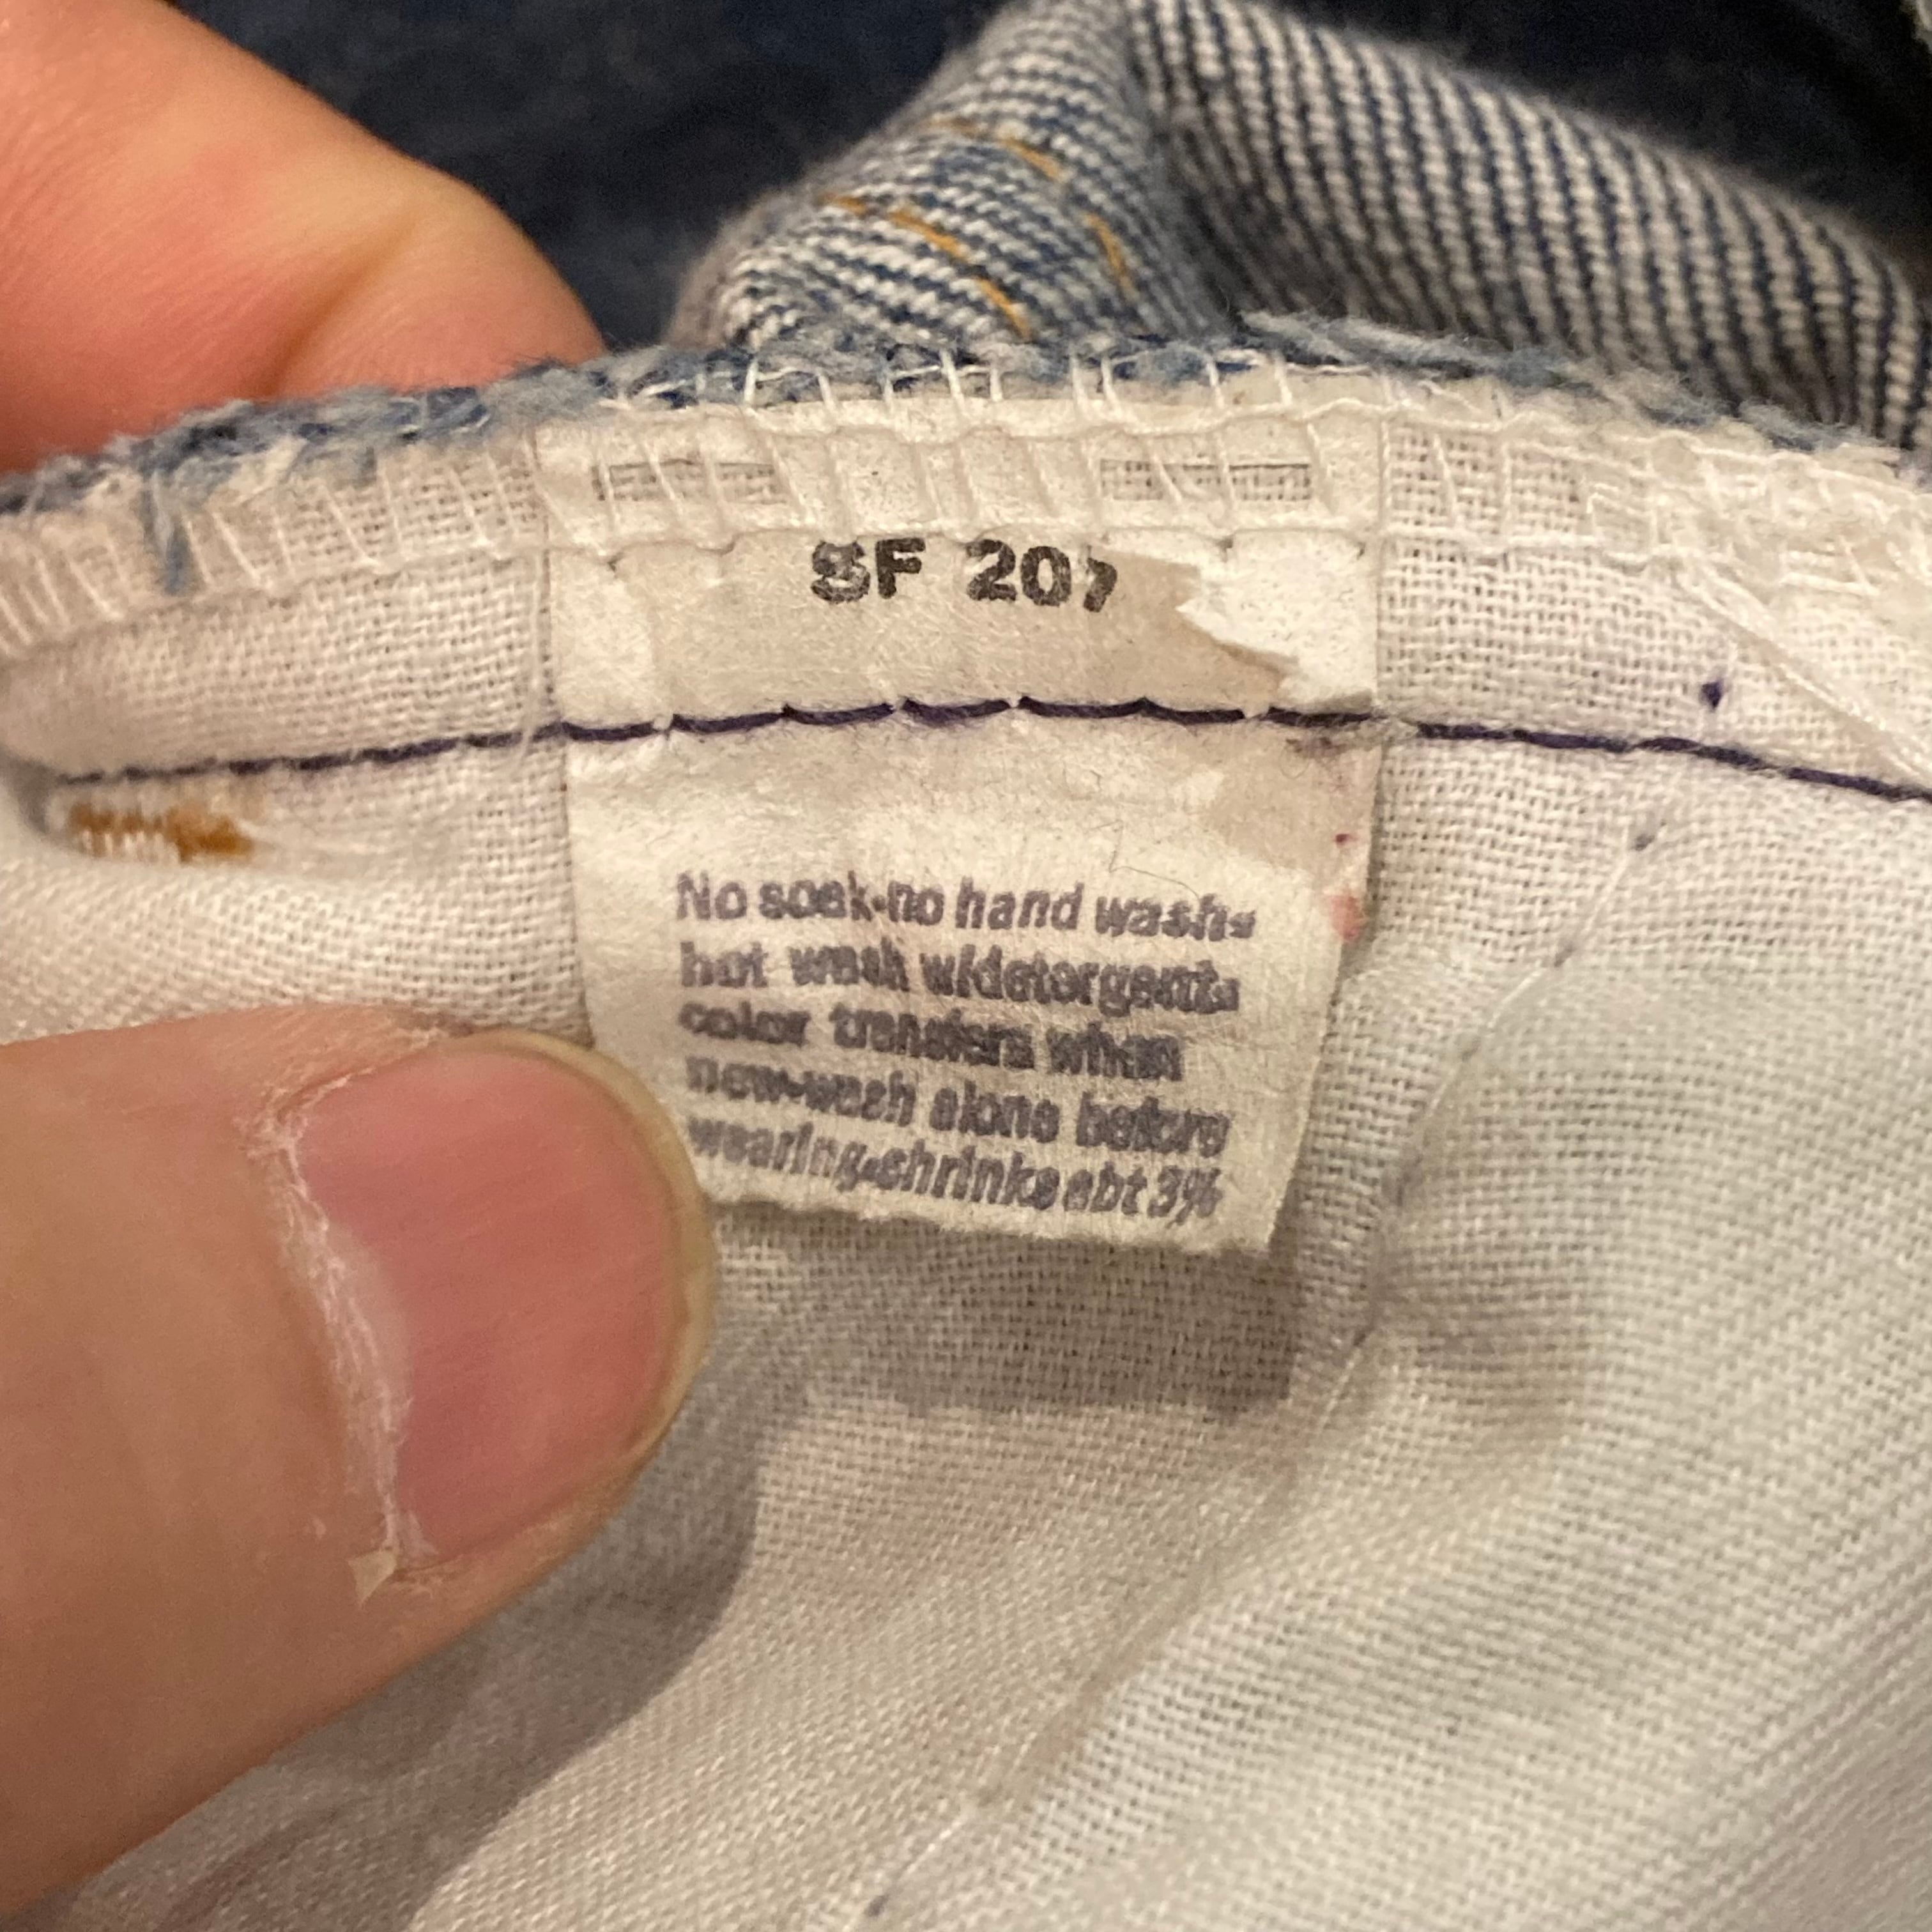 SF 207
No soak-no hand wash-
hot wash w/detergent-
color transfers when
new-wash alone before
wearing-shrinks abt 3%